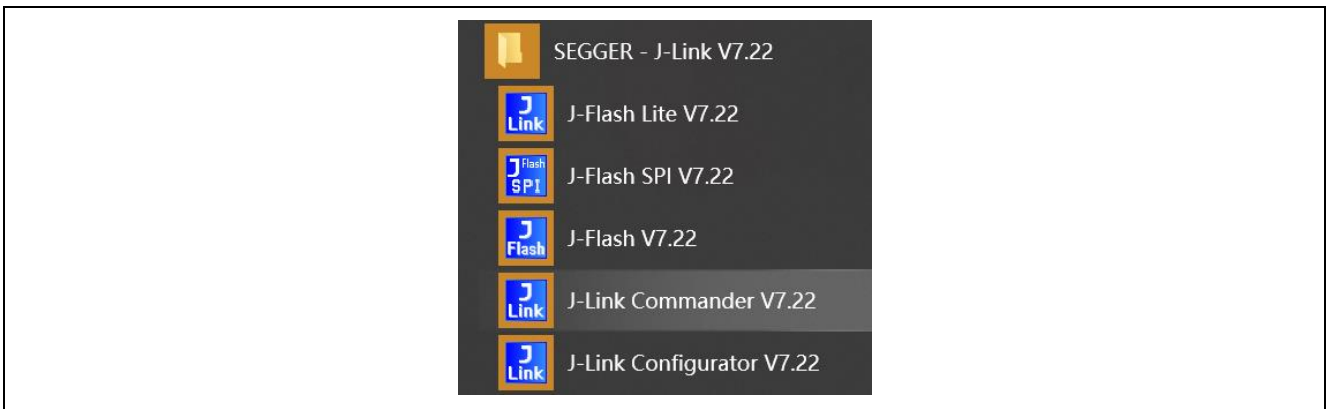 SEGGER - J-Link V7.22
J
Link
J-Flash Lite V7.22
J Flash
SPI
J-Flash SPI V7.22
J
Flash
J-Flash V7.22
J
Link
J-Link Commander V7.22
J
Link
J-Link Configurator V7.22